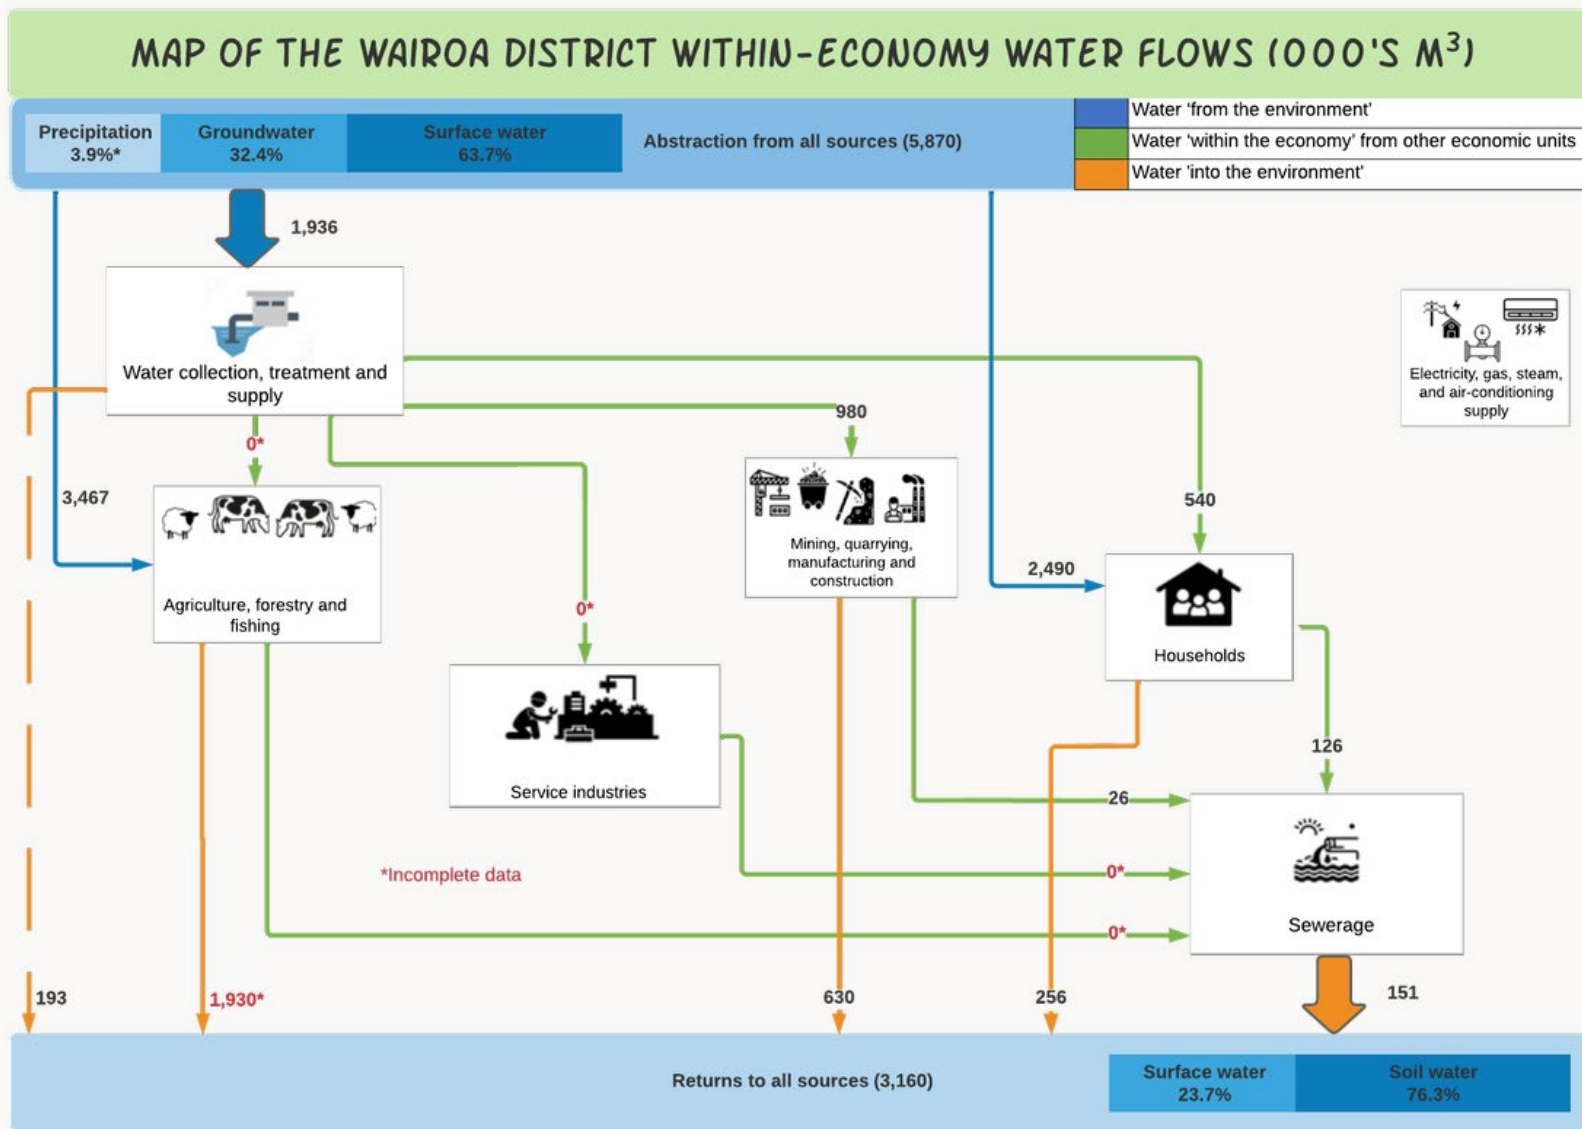 MAP OF THE WAIROA DISTRICT WITHIN-ECONOMY WATER FLOWS (000'S M³)
Precipitation
3.9%*
Groundwater
32.4%
Surface water
63.7%
Abstraction from all sources (5,870)
Water 'from the environment'
Water 'within the economy' from other economic units
Water 'into the environment'
1,936
Water collection, treatment and
supply
Electricity, gas, steam,
and air-conditioning
supply
980
0*
3,467
540
Mining, quarrying,
manufacturing and
construction
2,490
Agriculture, forestry and
fishing
0*
Households
126
Service industries
26
*Incomplete data
0*
Sewerage
0*
193
1,930*
630
256
151
Returns to all sources (3,160)
Surface water
23.7%
Soil water
76.3%